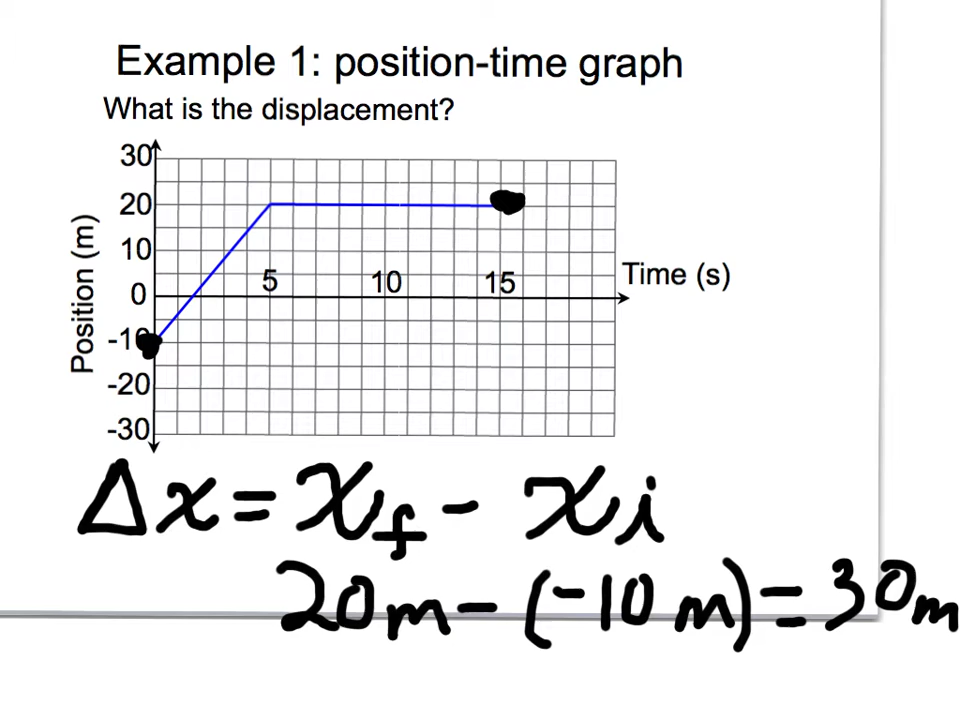 Example 1: position-time graph
What is the displacement?
30
20
10
0
-10
-20
-30
Position (m)
5 10 15
Time (s)
Δx = xf - xi
20m - (-10m) = 30m